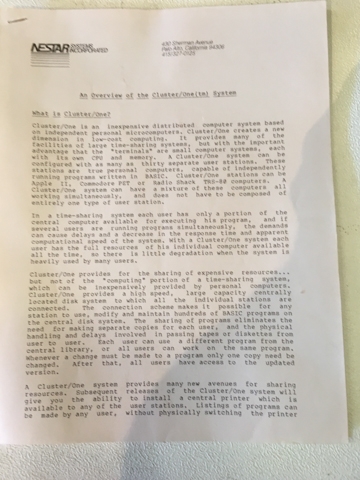 NESTAR SYSTEMS
INCORPORATED
430 Sherman Avenue
Palo Alto, California 94306
415/327-0125
An Overview of the Cluster/One(tm) System
What is Cluster/One?
Cluster/One is an inexpensive distributed computer system based
on independent personal microcomputers. Cluster/One creates a new
dimension in low-cost computing. It provides many of the
facilities of large time-sharing systems, but with the important
advantage that the "terminals" are small computer systems, each
with its own CPU and memory. A Cluster/One system can be
configured with as many as thirty separate user stations. These
stations are true personal computers, capable of independently
running programs written in BASIC. Cluster/One stations can be
Apple II, Commodore PET or Radio Shack TRS-80 computers. A
Cluster/One system can have a mixture of these computers all
working simultaneously, and does not have to be composed of
entirely one type of user station.
In a time-sharing system each user has only a portion of the
central computer available for executing his program, and if
several users are running programs simultaneously, the demands
can cause delays and a decrease in the response time and apparent
computational speed of the system. With a Cluster/One system each
user has the full resources of his individual computer available
all the time, so there is little degradation when the system is
heavily used by many users.
Cluster/One provides for the sharing of expensive resources...
but not of the "computing" portion of a time-sharing system,
which can be inexpensively provided by personal computers.
Cluster/One provides a high speed, large capacity centrally
located disk system to which all the individual stations are
connected. The connection scheme makes it possible for any
station to use, modify and maintain hundreds of BASIC programs on
the central disk system. The sharing of programs eliminates the
need for making separate copies for each user, and the physical
handling and delays involved in passing tapes or diskettes from
user to user. Each user can use a different program from the
central library, or all users can work on the same program.
Whenever a change must be made to a program only one copy need be
changed. After that, all users have access to the updated
version.
A Cluster/One system provides many new avenues for sharing
resources. Subsequent releases of the Cluster/One system will
give you the ability to install a central printer which is
available to any of the user stations. Listings of programs can
be made by any user, without physically switching the printer